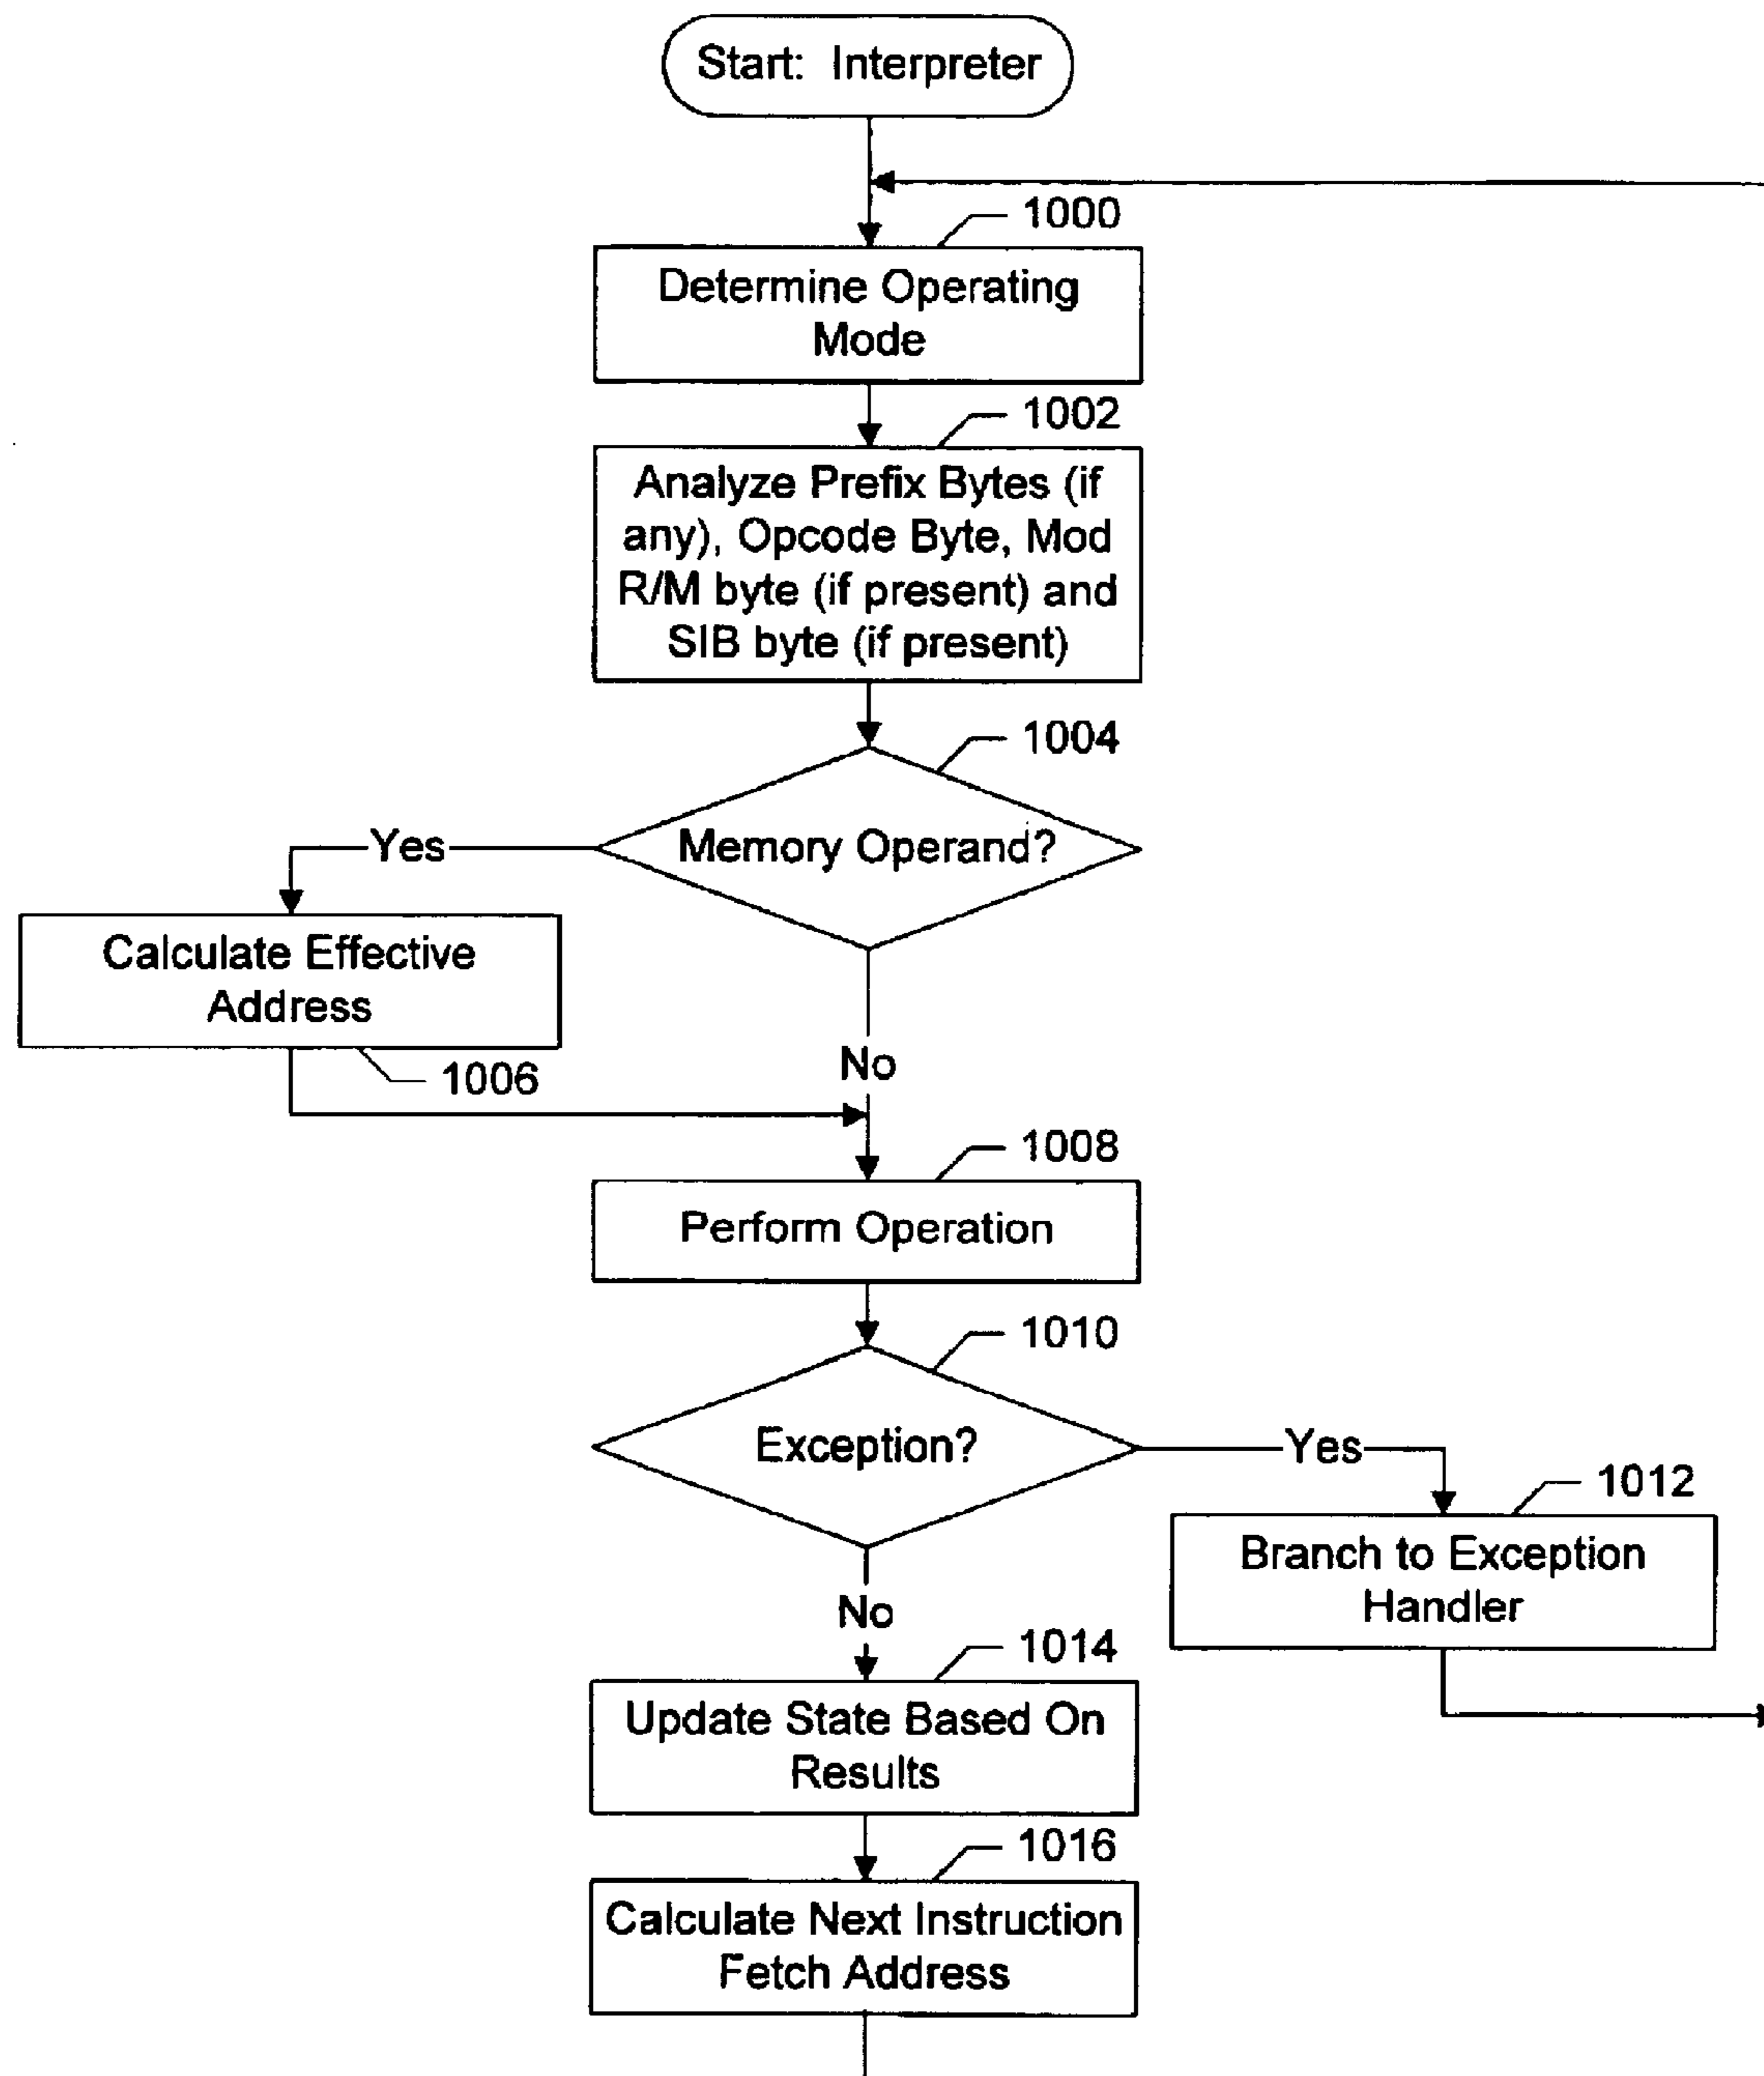 Start: Interpreter
1000
Determine Operating
Mode
1002
Analyze Prefix Bytes (if
any), Opcode Byte, Mod
R/M byte (if present) and
SIB byte (if present)
1004
Memory Operand?
Yes
Calculate Effective
Address
1006
No
1008
Perform Operation
1010
Exception?
Yes
1012
Branch to Exception
Handler
No
1014
Update State Based On
Results
1016
Calculate Next Instruction
Fetch Address